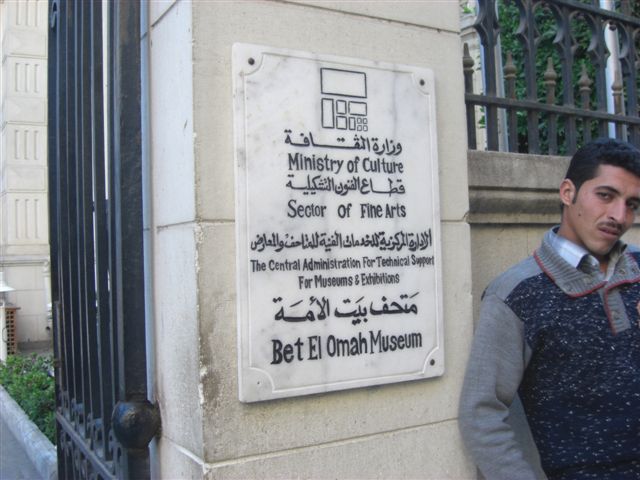 وزارة الثقافة
Ministry of Culture
قطاع الفنون التشكيلية
Sector of Fine Arts
الإدارة المركزية للخدمات الفنية للمتاحف والمعارض
The Central Administration For Technical Support
For Museums & Exhibitions
متحف بيت الأمة
Bet El Omah Museum